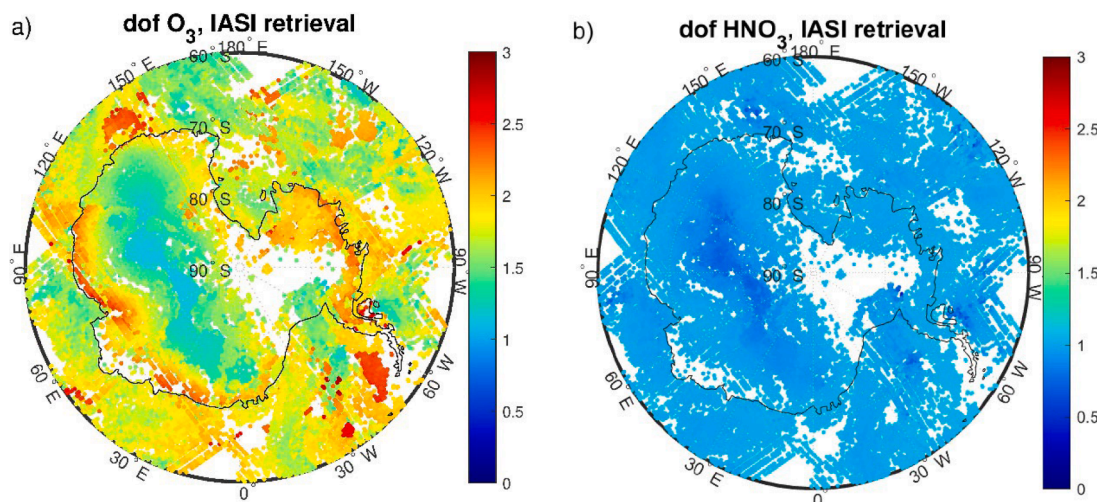 a)
dof O₃, IASI retrieval
180° E
60° S
150° E
150° W
70° S
120° E
120° W
80° S
90° E
90° S
90° W
60° E
60° W
30° E
30° W
0°
3
2.5
2
1.5
1
0.5
0
b)
dof HNO₃, IASI retrieval
180° E
60° S
150° E
150° W
70° S
120° E
120° W
80° S
90° E
90° S
90° W
60° E
60° W
30° E
30° W
0°
3
2.5
2
1.5
1
0.5
0